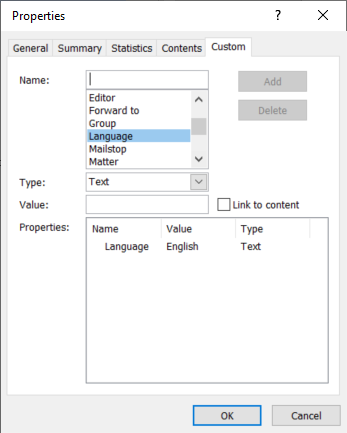 Properties
?
General Summary Statistics Contents Custom
Name:
Add
Editor
Forward to
Group
Language
Mailstop
Matter
Delete
Type: Text
Value: Link to content
Properties: Name Value Type
Language English Text
OK Cancel